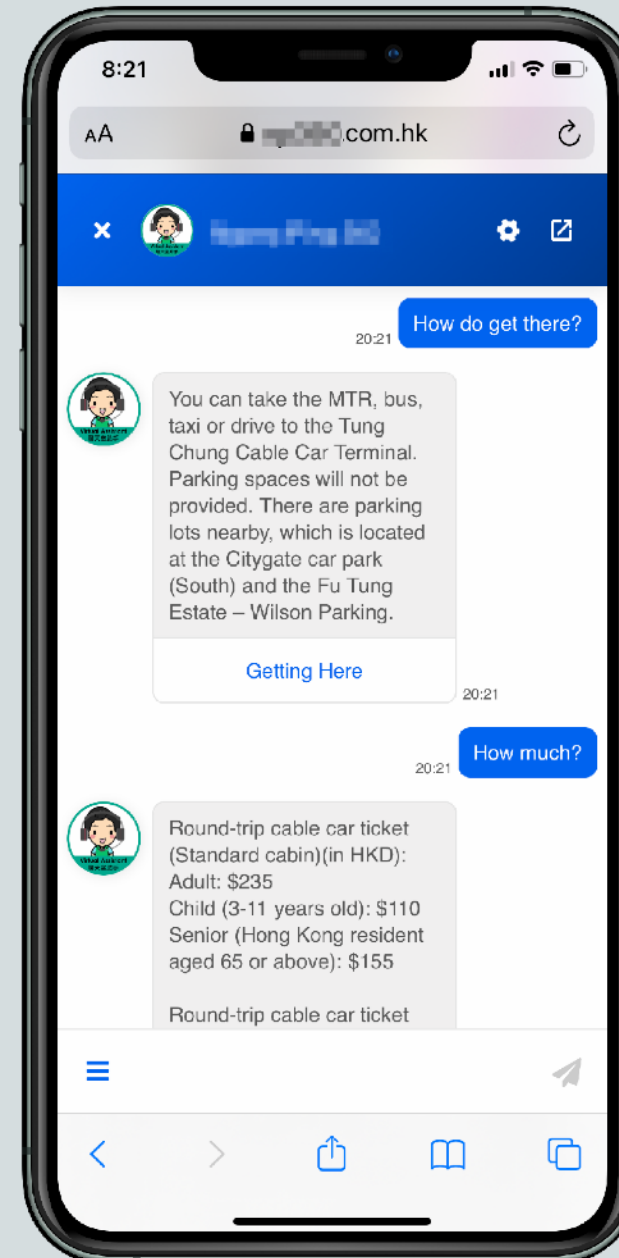 8:21
AA
.com.hk
How do get there?
20:21
You can take the MTR, bus,
taxi or drive to the Tung
Chung Cable Car Terminal.
Parking spaces will not be
provided. There are parking
lots nearby, which is located
at the Citygate car park
(South) and the Fu Tung
Estate – Wilson Parking.
Virtual Assistant
Getting Here
20:21
How much?
20:21
Round-trip cable car ticket
(Standard cabin)(in HKD):
Adult: $235
Child (3-11 years old): $110
Senior (Hong Kong resident
aged 65 or above): $155
Virtual Assistant
Round-trip cable car ticket